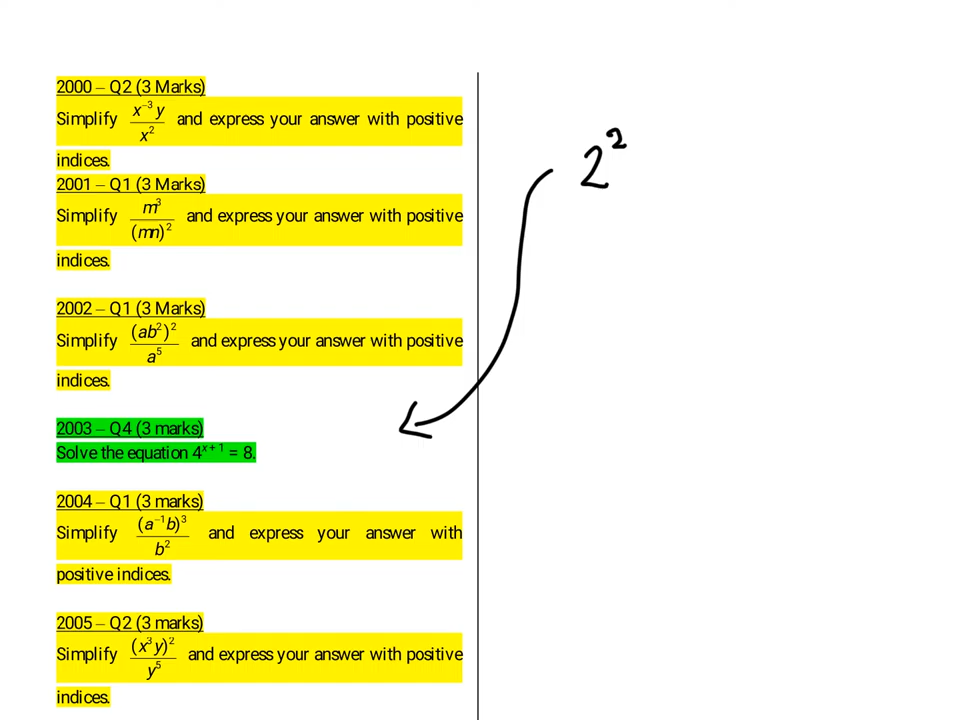 2000 – Q2 (3 Marks)
Simplify x⁻³y / x² and express your answer with positive
indices.
2001 – Q1 (3 Marks)
Simplify m³ / (mn)² and express your answer with positive
indices.
2002 – Q1 (3 Marks)
Simplify (ab²)² / a⁵ and express your answer with positive
indices.
2003 – Q4 (3 marks)
Solve the equation 4ˣ⁺¹ = 8.
2004 – Q1 (3 marks)
Simplify (a⁻¹b)³ / b² and express your answer with
positive indices.
2005 – Q2 (3 marks)
Simplify (x³y)² / y⁵ and express your answer with positive
indices.
2²